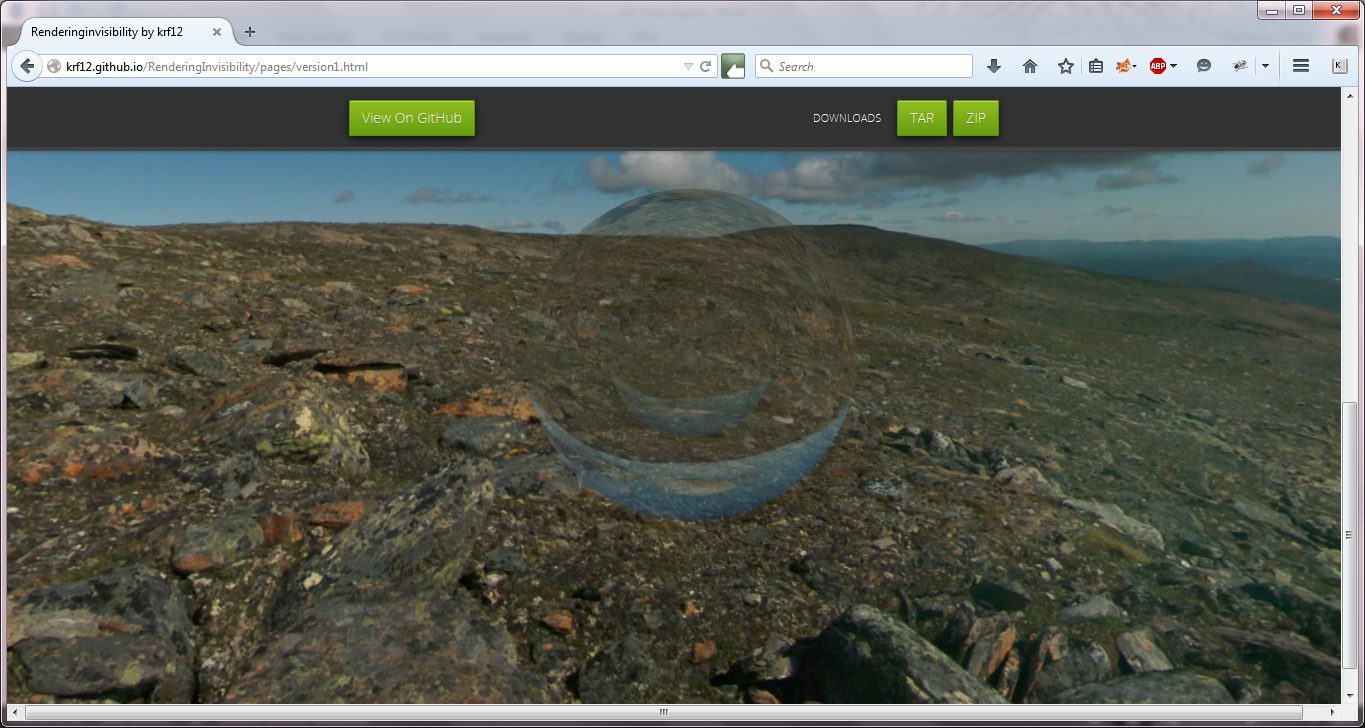 Renderinginvisibility by krf12
krf12.github.io/RenderingInvisibility/pages/version1.html
Search
ABP
K
View On GitHub
DOWNLOADS
TAR
ZIP